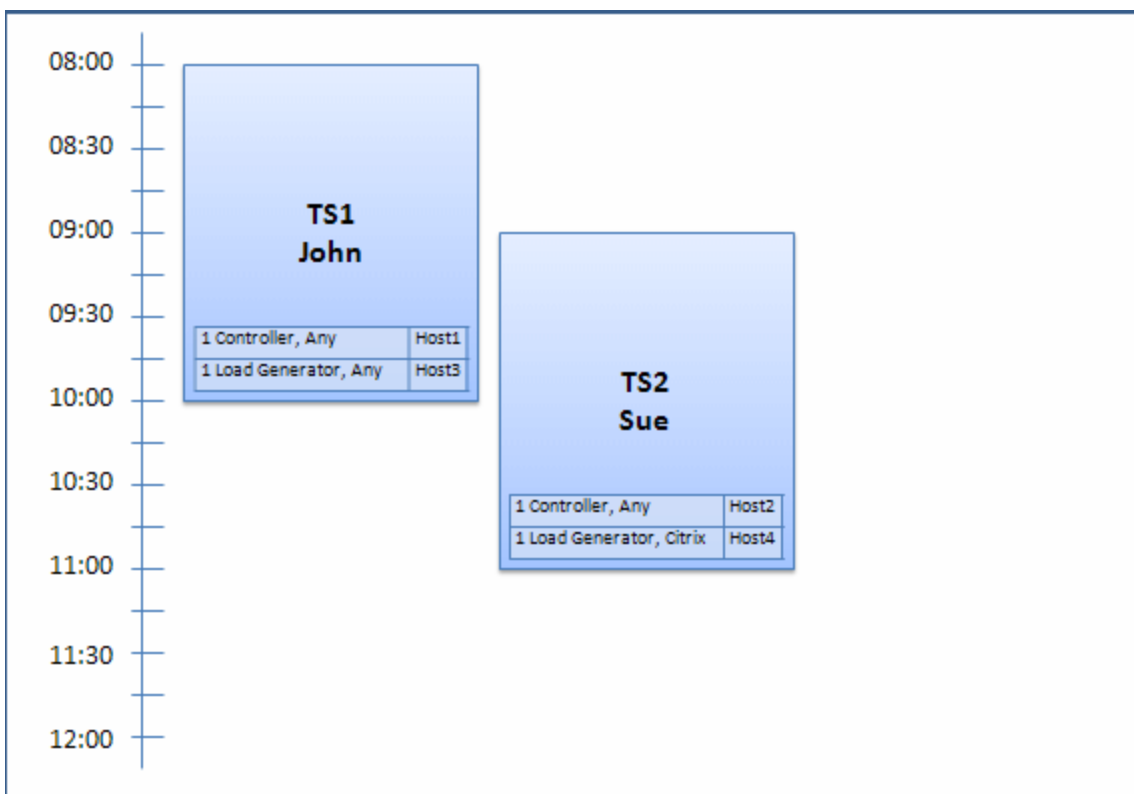 08:00
08:30
09:00
09:30
10:00
10:30
11:00
11:30
12:00
TS1
John
1 Controller, Any Host1
1 Load Generator, Any Host3
TS2
Sue
1 Controller, Any Host2
1 Load Generator, Citrix Host4